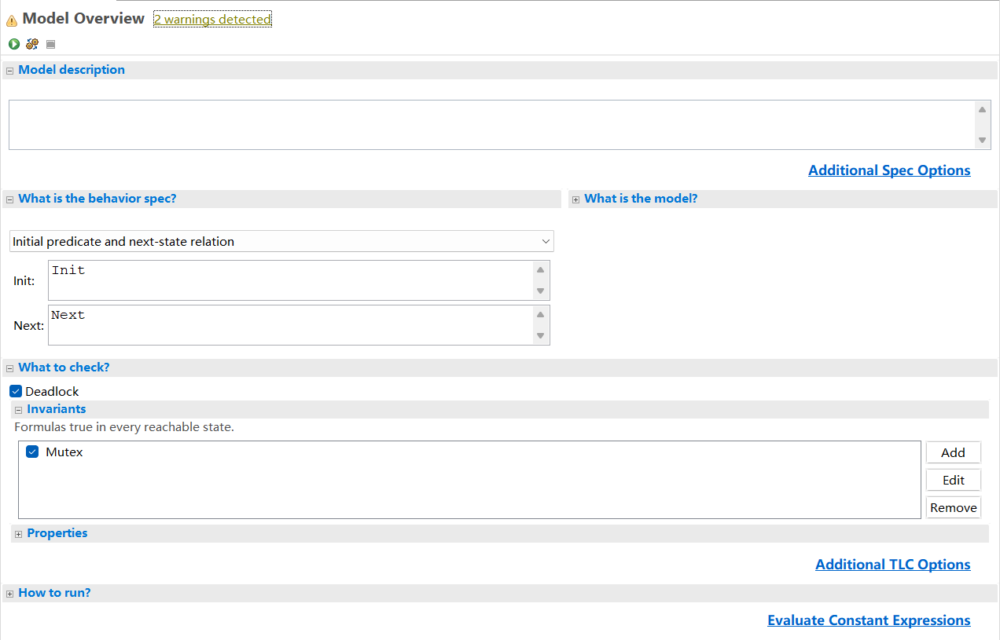 Model Overview 2 warnings detected
Model description
Additional Spec Options
What is the behavior spec?
What is the model?
Initial predicate and next-state relation
Init: Init
Next: Next
What to check?
Deadlock
Invariants
Formulas true in every reachable state.
Mutex
Add
Edit
Remove
Properties
Additional TLC Options
How to run?
Evaluate Constant Expressions